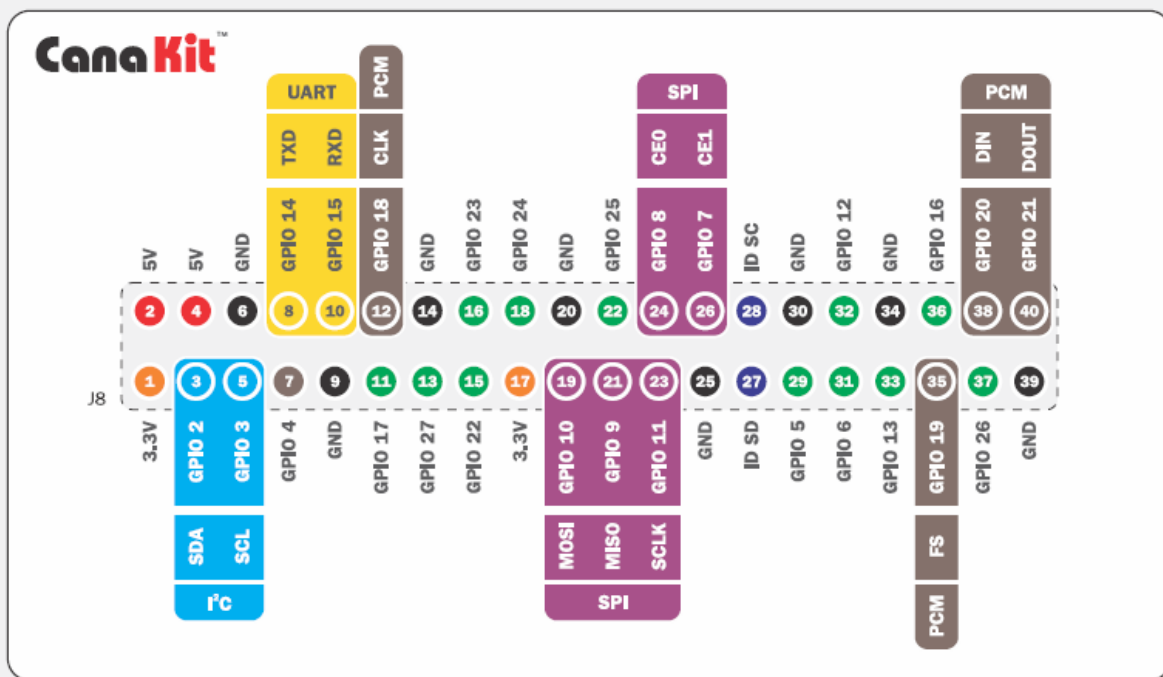 CanaKit™
UART
PCM
SPI
PCM
TXD
RXD
CLK
CE0
CE1
DIN
DOUT
5V
5V
GND
GPIO 14
GPIO 15
GPIO 18
GND
GPIO 23
GPIO 24
GND
GPIO 25
GPIO 8
GPIO 7
ID SC
GND
GPIO 12
GND
GPIO 16
GPIO 20
GPIO 21
2 4 6 8 10 12 14 16 18 20 22 24 26 28 30 32 34 36 38 40
1 3 5 7 9 11 13 15 17 19 21 23 25 27 29 31 33 35 37 39
J8
3.3V
GPIO 2
GPIO 3
GPIO 4
GND
GPIO 17
GPIO 27
GPIO 22
3.3V
GPIO 10
GPIO 9
GPIO 11
GND
ID SD
GPIO 5
GPIO 6
GPIO 13
GPIO 19
GPIO 26
GND
SDA
SCL
MOSI
MISO
SCLK
FS
I²C
SPI
PCM